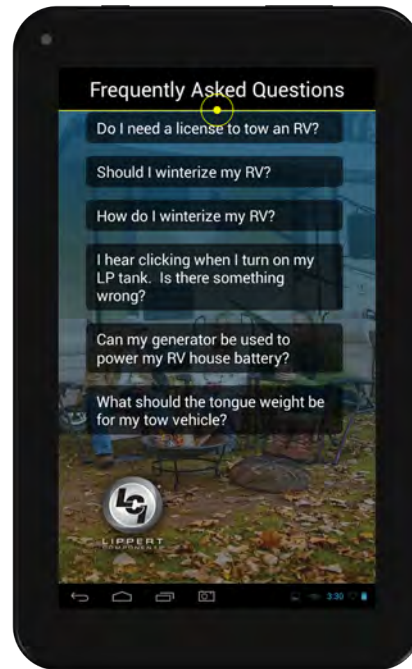 Frequently Asked Questions
Do I need a license to tow an RV?
Should I winterize my RV?
How do I winterize my RV?
I hear clicking when I turn on my
LP tank.  Is there something
wrong?
Can my generator be used to
power my RV house battery?
What should the tongue weight be
for my tow vehicle?
LCI
LIPPERT
COMPONENTS
3:30